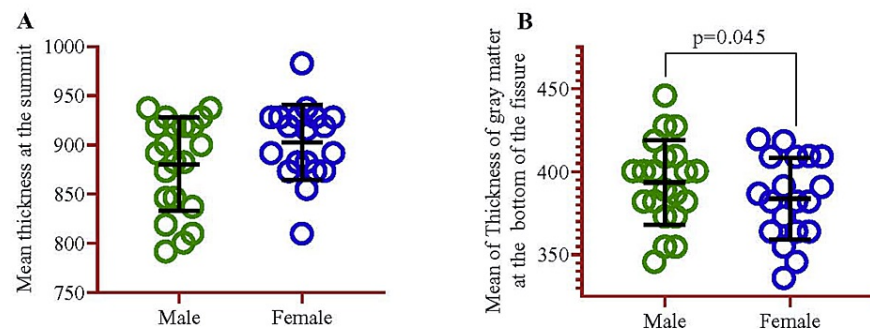 A
Mean thickness at the summit
1000
950
900
850
800
750
Male
Female
B
p=0.045
Mean of Thickness of gray matter
at the bottom of the fissure
450
400
350
Male
Female